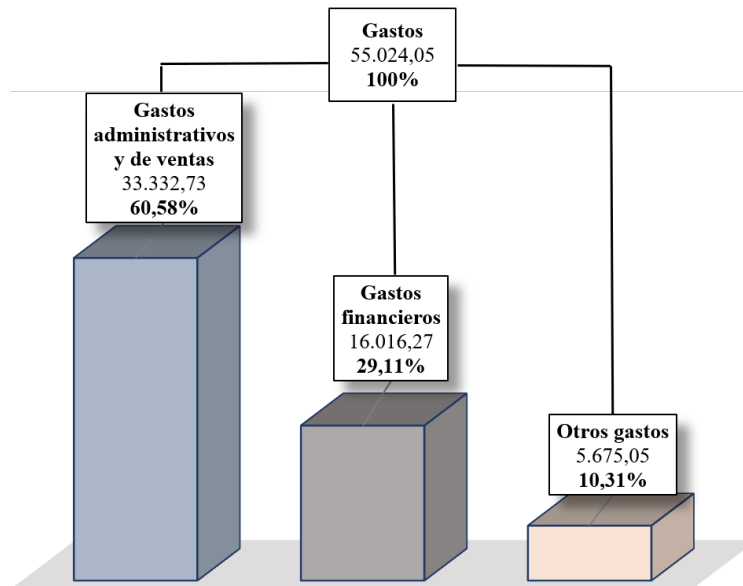 Gastos
55.024,05
100%
Gastos
administrativos
y de ventas
33.332,73
60,58%
Gastos
financieros
16.016,27
29,11%
Otros gastos
5.675,05
10,31%